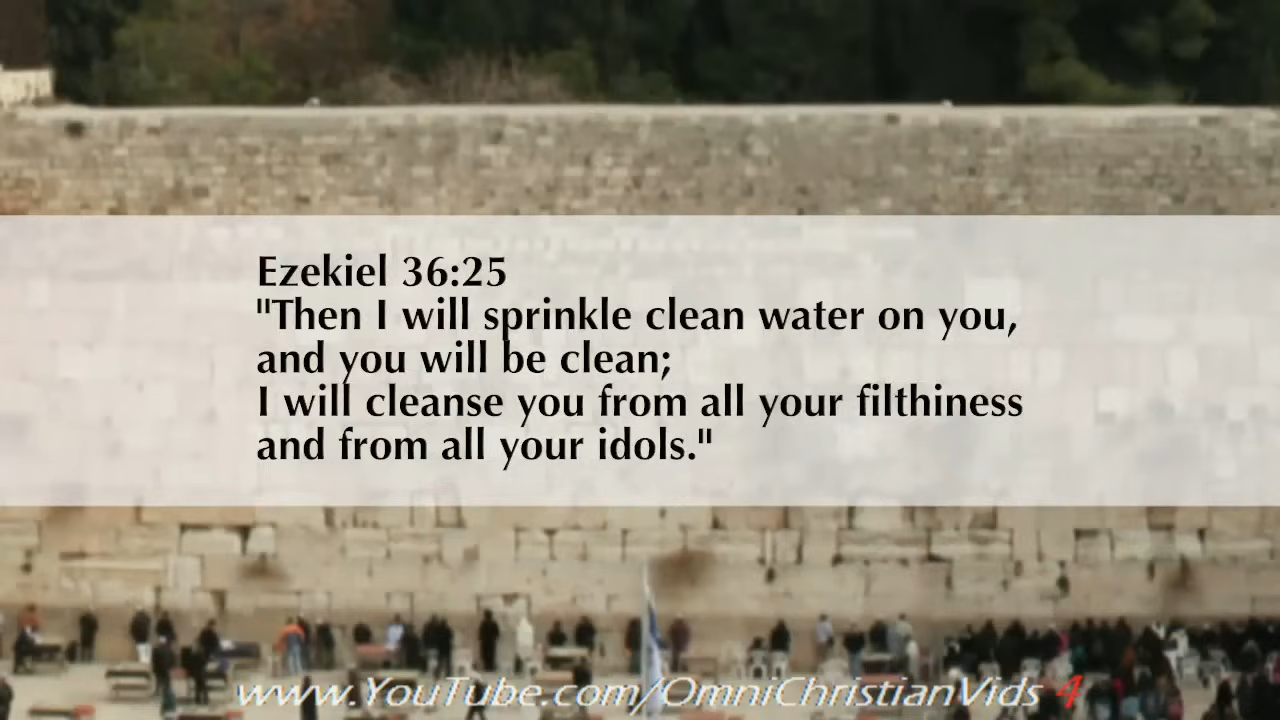 Ezekiel 36:25
"Then I will sprinkle clean water on you,
and you will be clean;
I will cleanse you from all your filthiness
and from all your idols."
www.YouTube.com/OmniChristianVids 4